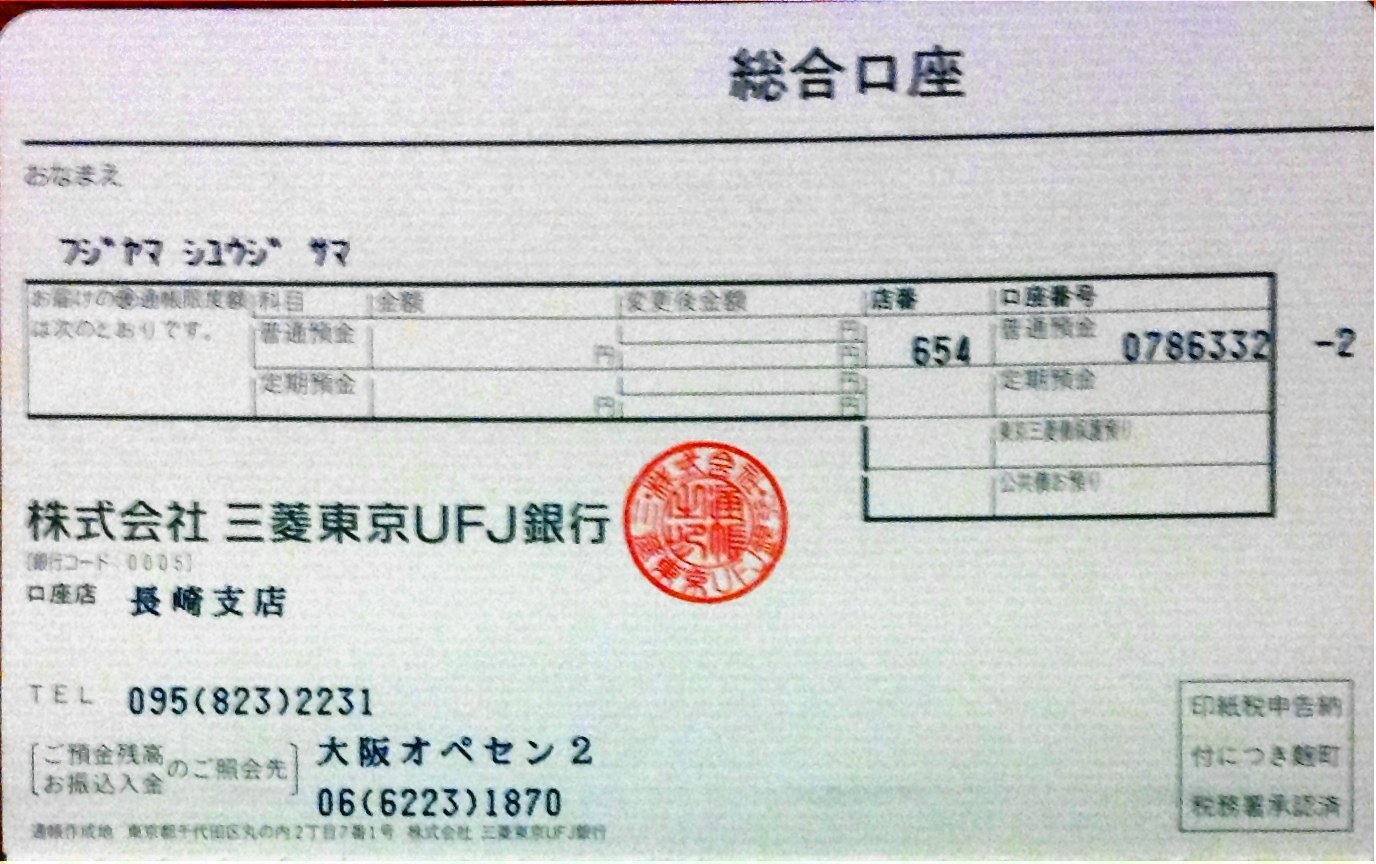 総合口座
おなまえ
フジヤマ シユウジ サマ
お届けの㊜通帳限度額 科目 金額 変更後金額 店番 口座番号
は次のとおりです。 普通預金 円 円 円 654 普通預金 0786332 -2
定期預金 円 円 円 定期預金
東京三菱債保護預り
公共債お預り
株式会社 三菱東京UFJ銀行
[銀行コード 0005]
口座店 長崎支店
TEL 095(823)2231
ご預金残高 お振込入金 のご照会先 大阪オペセン2
06(6223)1870
通帳作成地 東京都千代田区丸の内2丁目7番1号 株式会社 三菱東京UFJ銀行
印紙税申告納
付につき麹町
税務署承認済